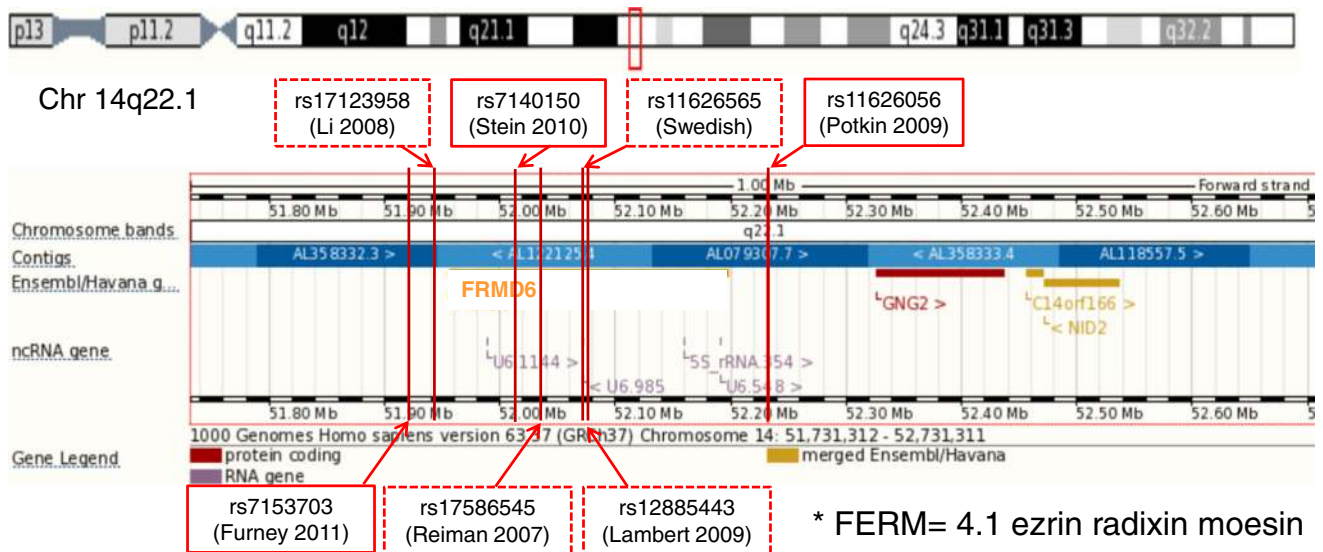 p13 p11.2 q11.2 q12 q21.1 q24.3 q31.1 q31.3 q32.2
Chr 14q22.1
rs17123958
(Li 2008)
rs7140150
(Stein 2010)
rs11626565
(Swedish)
rs11626056
(Potkin 2009)
1.00 Mb Forward strand
51.80 Mb 51.90 Mb 52.00 Mb 52.10 Mb 52.20 Mb 52.30 Mb 52.40 Mb 52.50 Mb 52.60 Mb 5
Chromosome bands q22.1
Contigs AL358332.3 > < AL122125.4 AL079307.7 > < AL358333.4 AL118557.5 >
Ensembl/Havana g...
FRMD6
GNG2 > C14orf166 >
< NID2
ncRNA gene
U6.1144 > 5S_rRNA.354 >
< U6.985 U6.548 >
51.80 Mb 51.90 Mb 52.00 Mb 52.10 Mb 52.20 Mb 52.30 Mb 52.40 Mb 52.50 Mb 52.60 Mb 5
1000 Genomes Homo sapiens version 63.37 (GRCh37) Chromosome 14: 51,731,312 - 52,731,311
Gene Legend protein coding merged Ensembl/Havana
RNA gene
rs7153703
(Furney 2011)
rs17586545
(Reiman 2007)
rs12885443
(Lambert 2009)
* FERM= 4.1 ezrin radixin moesin